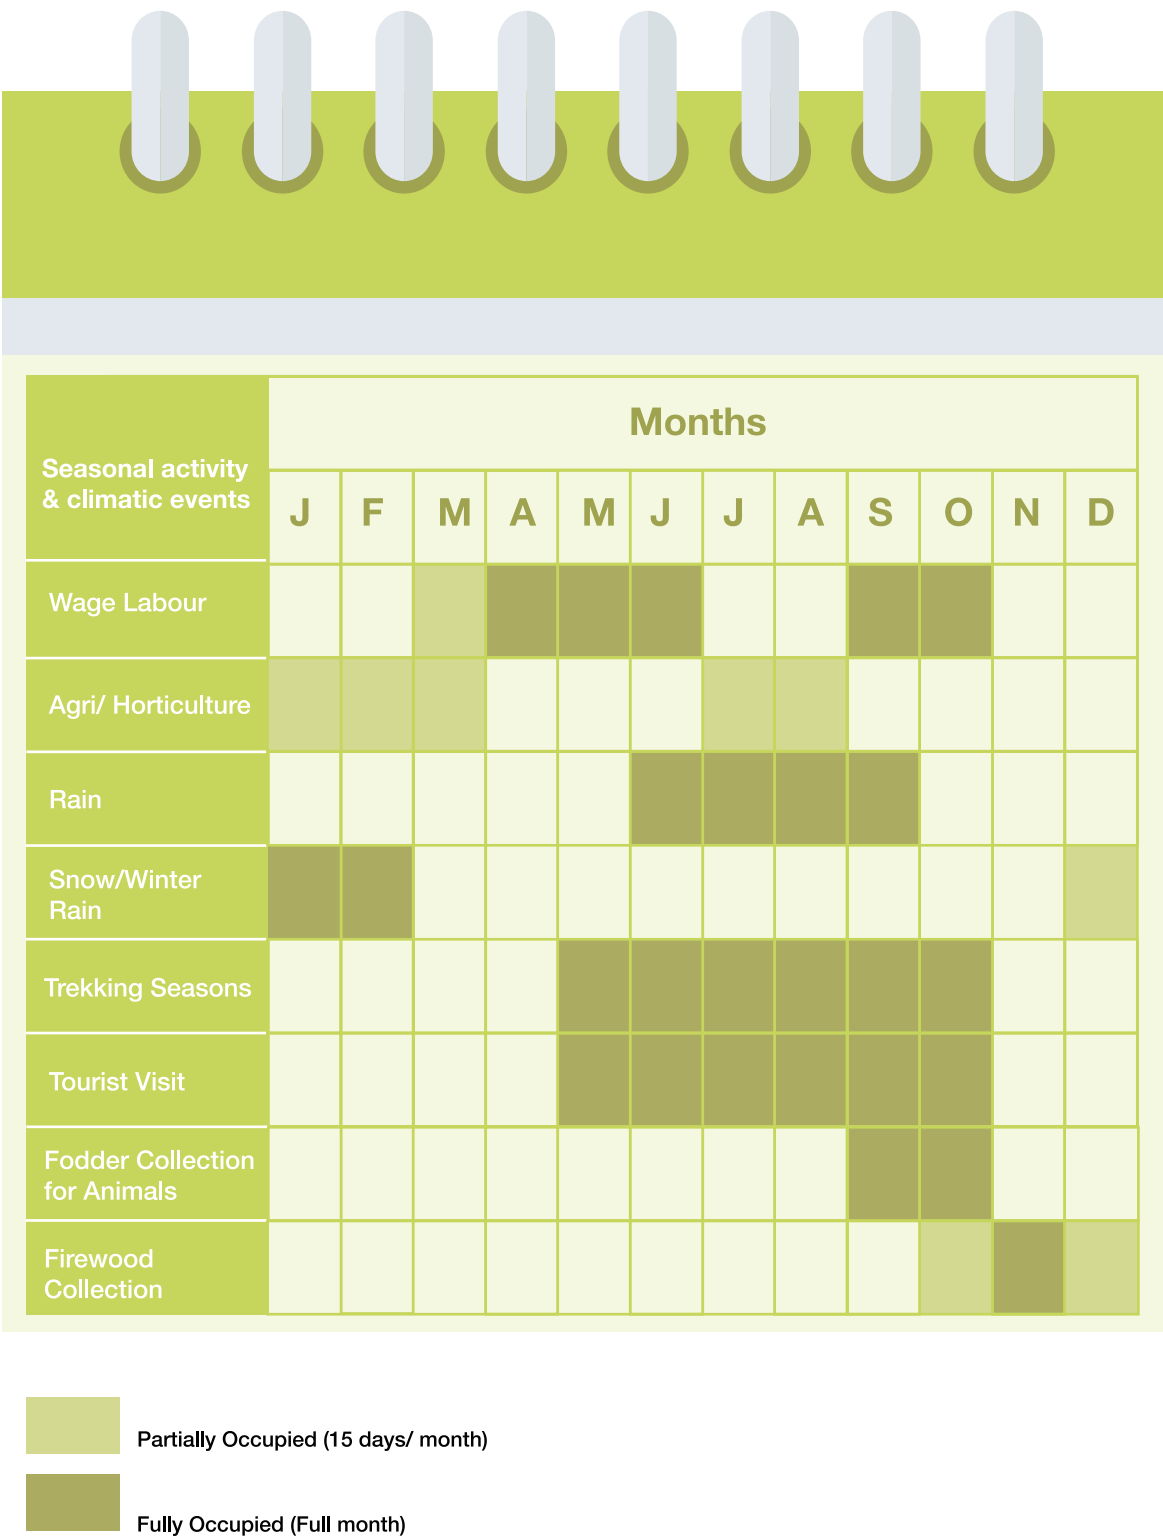 Months
Seasonal activity
& climatic events
J F M A M J J A S O N D
Wage Labour
Agri/ Horticulture
Rain
Snow/Winter
Rain
Trekking Seasons
Tourist Visit
Fodder Collection
for Animals
Firewood
Collection
Partially Occupied (15 days/ month)
Fully Occupied (Full month)